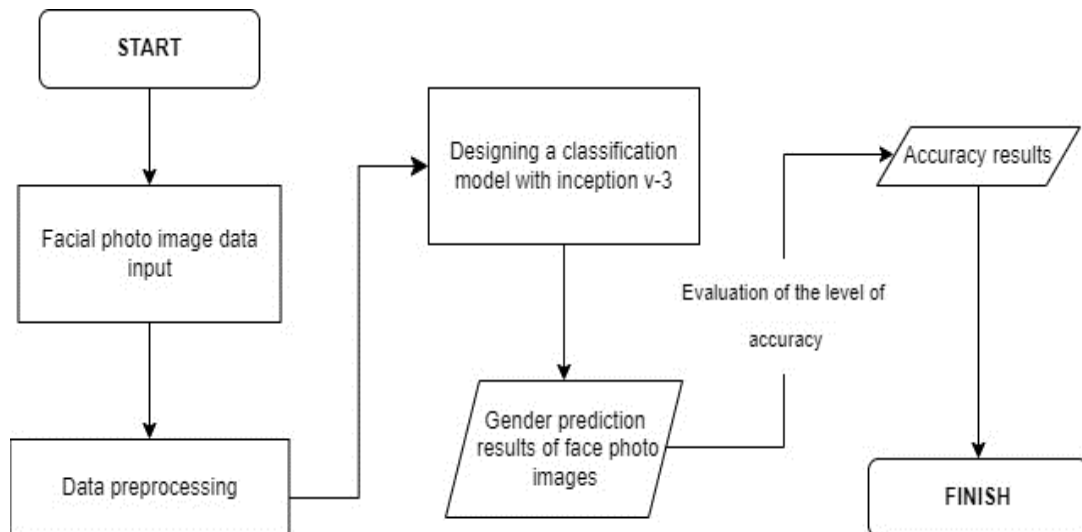 START
Facial photo image data
input
Data preprocessing
Designing a classification
model with inception v-3
Gender prediction
results of face photo
images
Evaluation of the level of
accuracy
Accuracy results
FINISH